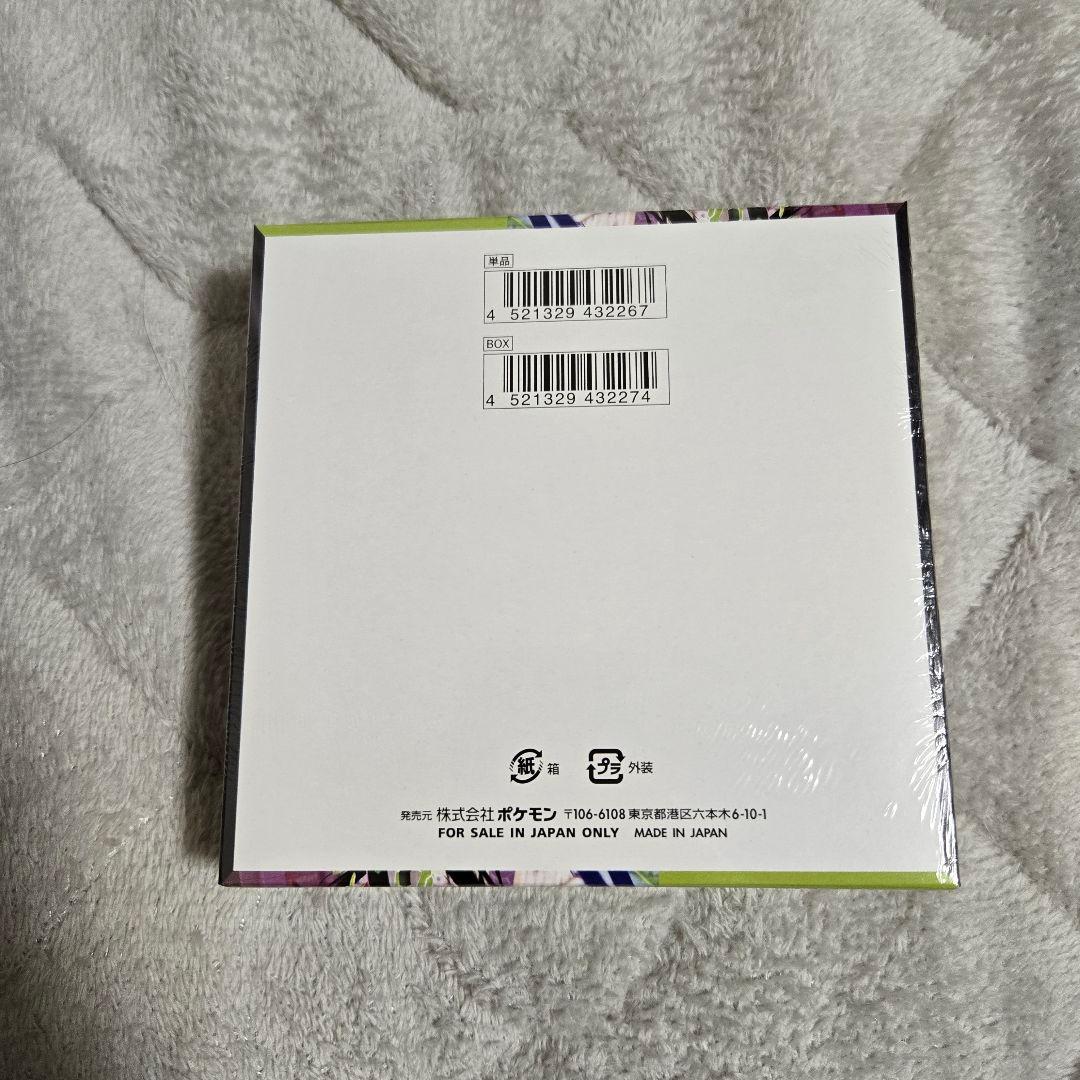 単品
4 521329 432267
BOX
4 521329 432274
紙 箱 プラ 外装
発売元 株式会社 ポケモン 〒106-6108 東京都港区六本木6-10-1
FOR SALE IN JAPAN ONLY MADE IN JAPAN